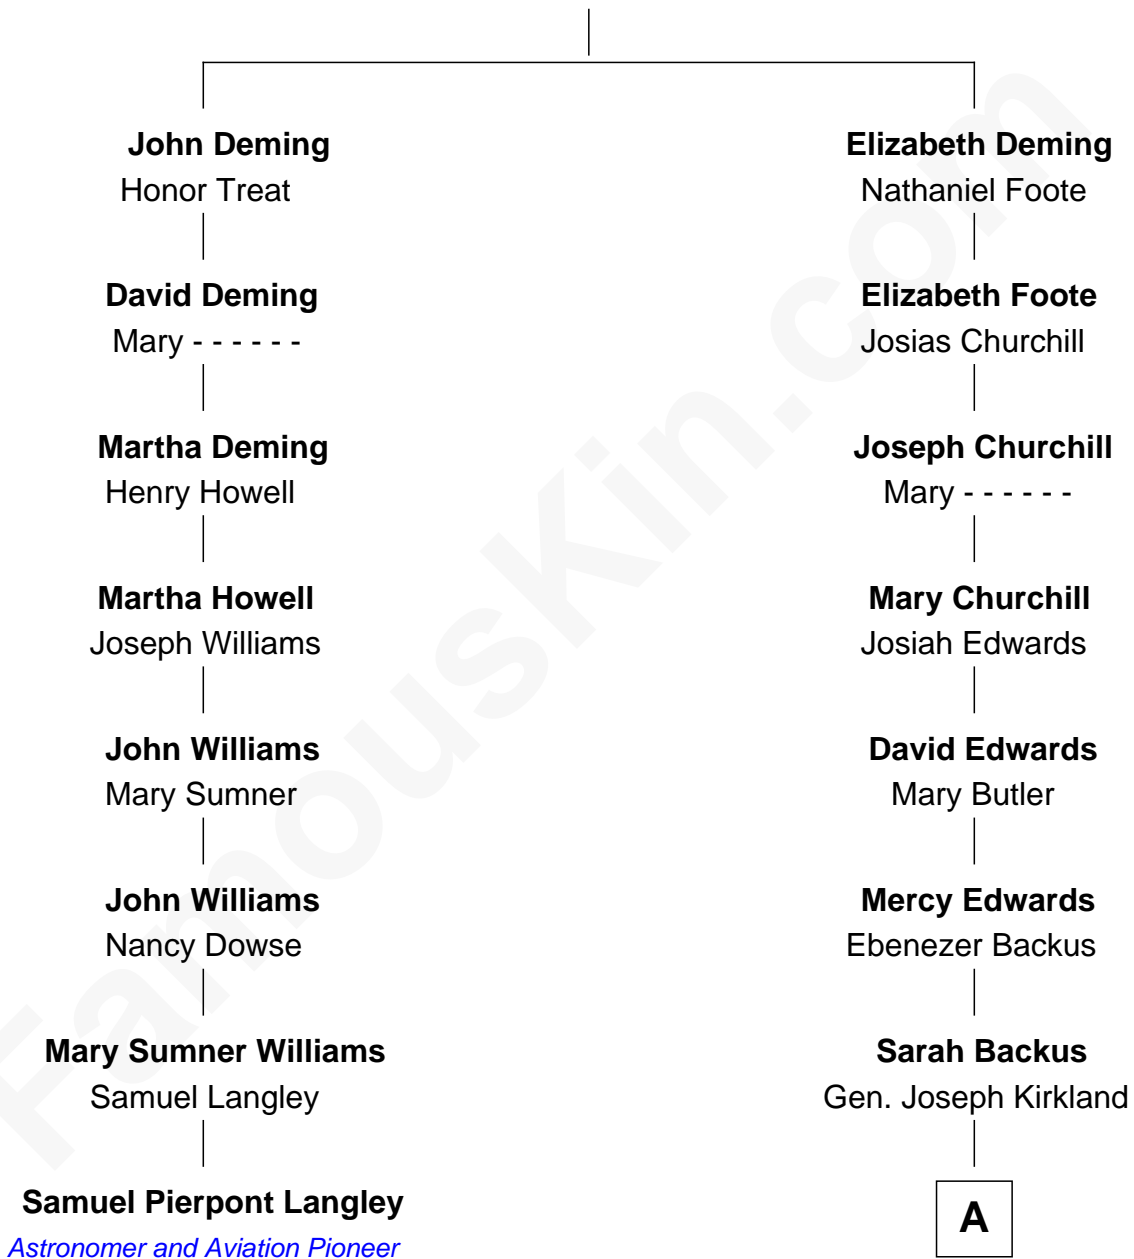 John Deming
Honor Treat
David Deming
Mary - - - - - -
Martha Deming
Henry Howell
Martha Howell
Joseph Williams
John Williams
Mary Sumner
John Williams
Nancy Dowse
Mary Sumner Williams
Samuel Langley
Samuel Pierpont Langley
Astronomer and Aviation Pioneer
Elizabeth Deming
Nathaniel Foote
Elizabeth Foote
Josias Churchill
Joseph Churchill
Mary - - - - - -
Mary Churchill
Josiah Edwards
David Edwards
Mary Butler
Mercy Edwards
Ebenezer Backus
Sarah Backus
Gen. Joseph Kirkland
A
FamousKin.com